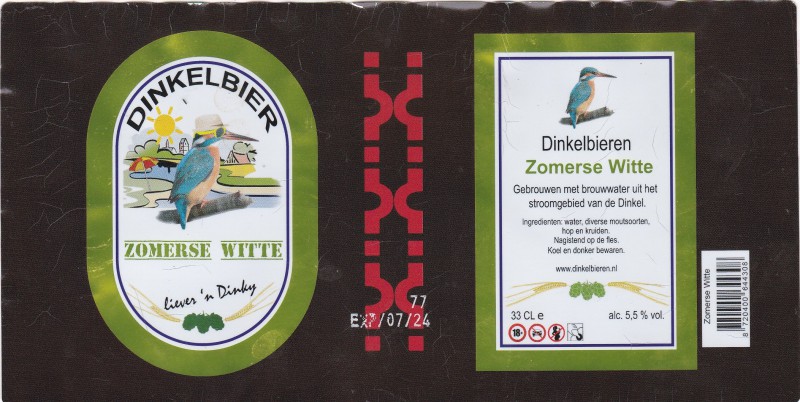 DINKELBIER
ZOMERSE WITTE
liever 'n Dinky
77
EXP/07/24
Dinkelbieren
Zomerse Witte
Gebrouwen met brouwwater uit het
stroomgebied van de Dinkel.
Ingredienten: water, diverse moutsoorten,
hop en kruiden.
Nagistend op de fles.
Koel en donker bewaren.
www.dinkelbieren.nl
33 CL e
alc. 5,5 % vol.
18+
Zomerse Witte
8 720400 644308